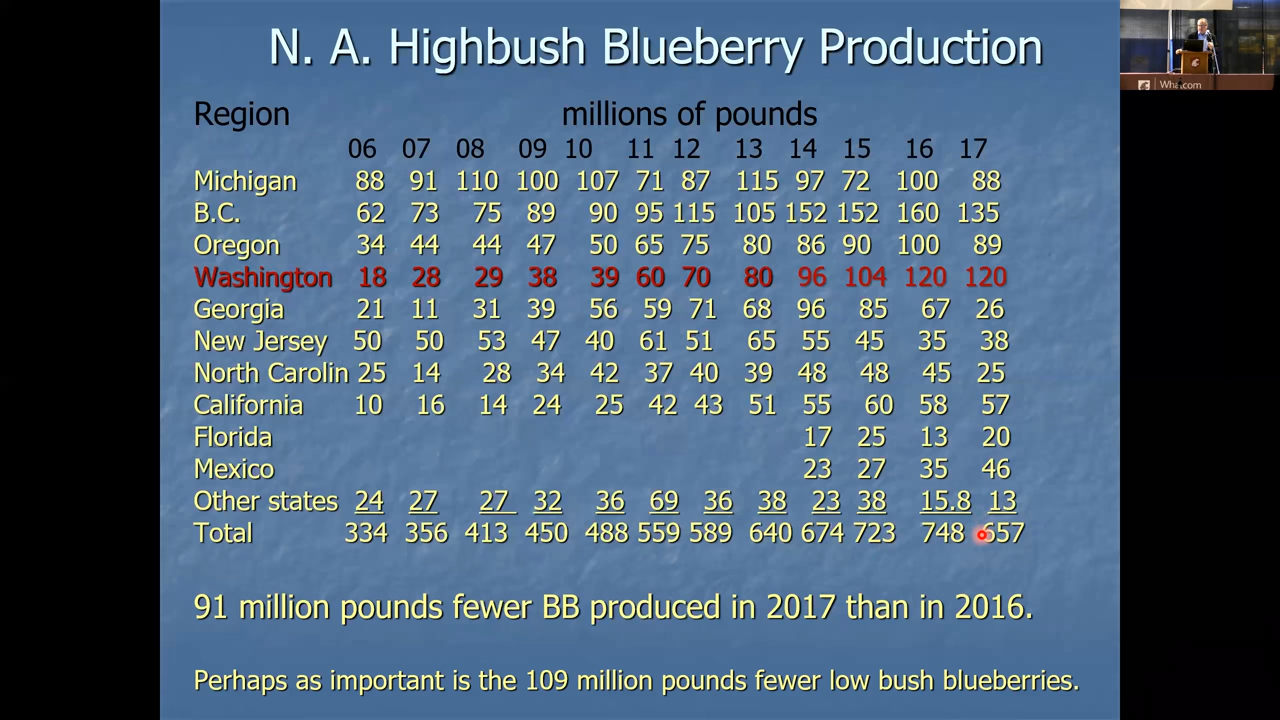 N. A. Highbush Blueberry Production
Region millions of pounds
06 07 08 09 10 11 12 13 14 15 16 17
Michigan 88 91 110 100 107 71 87 115 97 72 100 88
B.C. 62 73 75 89 90 95 115 105 152 152 160 135
Oregon 34 44 44 47 50 65 75 80 86 90 100 89
Washington 18 28 29 38 39 60 70 80 96 104 120 120
Georgia 21 11 31 39 56 59 71 68 96 85 67 26
New Jersey 50 50 53 47 40 61 51 65 55 45 35 38
North Carolin 25 14 28 34 42 37 40 39 48 48 45 25
California 10 16 14 24 25 42 43 51 55 60 58 57
Florida 17 25 13 20
Mexico 23 27 35 46
Other states 24 27 27 32 36 69 36 38 23 38 15.8 13
Total 334 356 413 450 488 559 589 640 674 723 748 657
91 million pounds fewer BB produced in 2017 than in 2016.
Perhaps as important is the 109 million pounds fewer low bush blueberries.
Whatcom